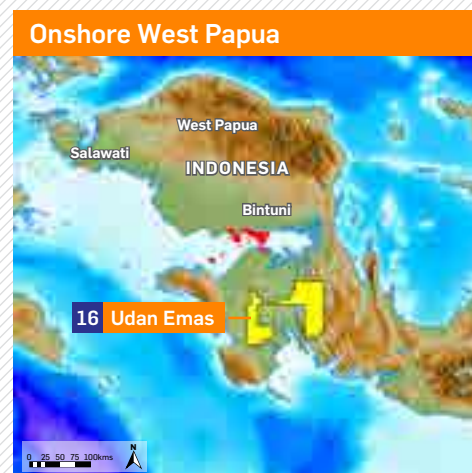 Onshore West Papua
West Papua
Salawati
INDONESIA
Bintuni
16 Udan Emas
N
0 25 50 75 100kms